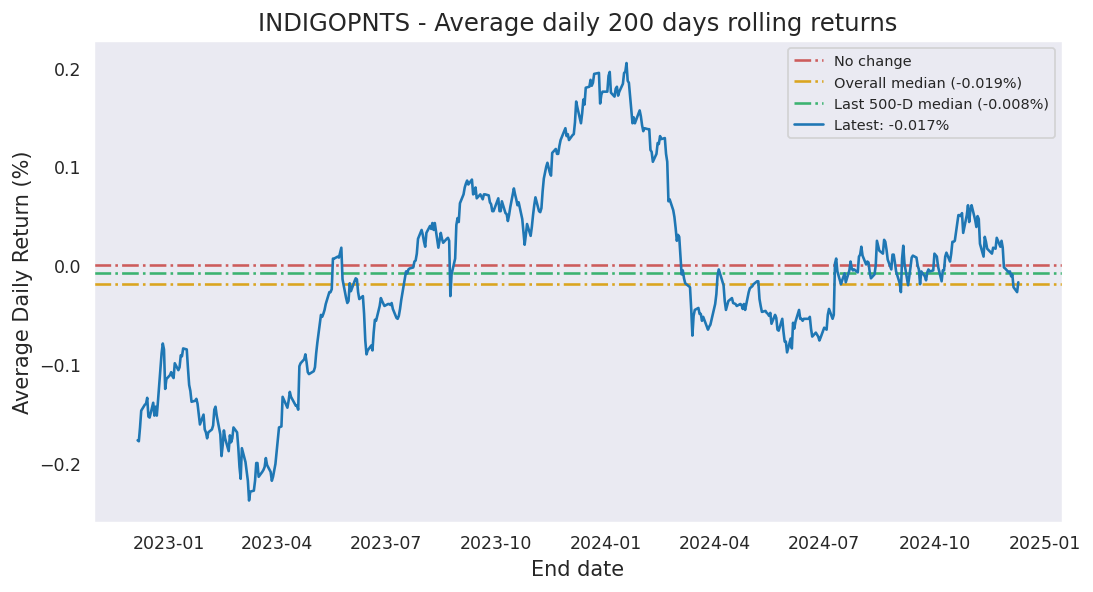 INDIGOPNTS - Average daily 200 days rolling returns
No change
Overall median (-0.019%)
Last 500-D median (-0.008%)
Latest: -0.017%
Average Daily Return (%)
0.2
0.1
0.0
−0.1
−0.2
2023-01 2023-04 2023-07 2023-10 2024-01 2024-04 2024-07 2024-10 2025-01
End date